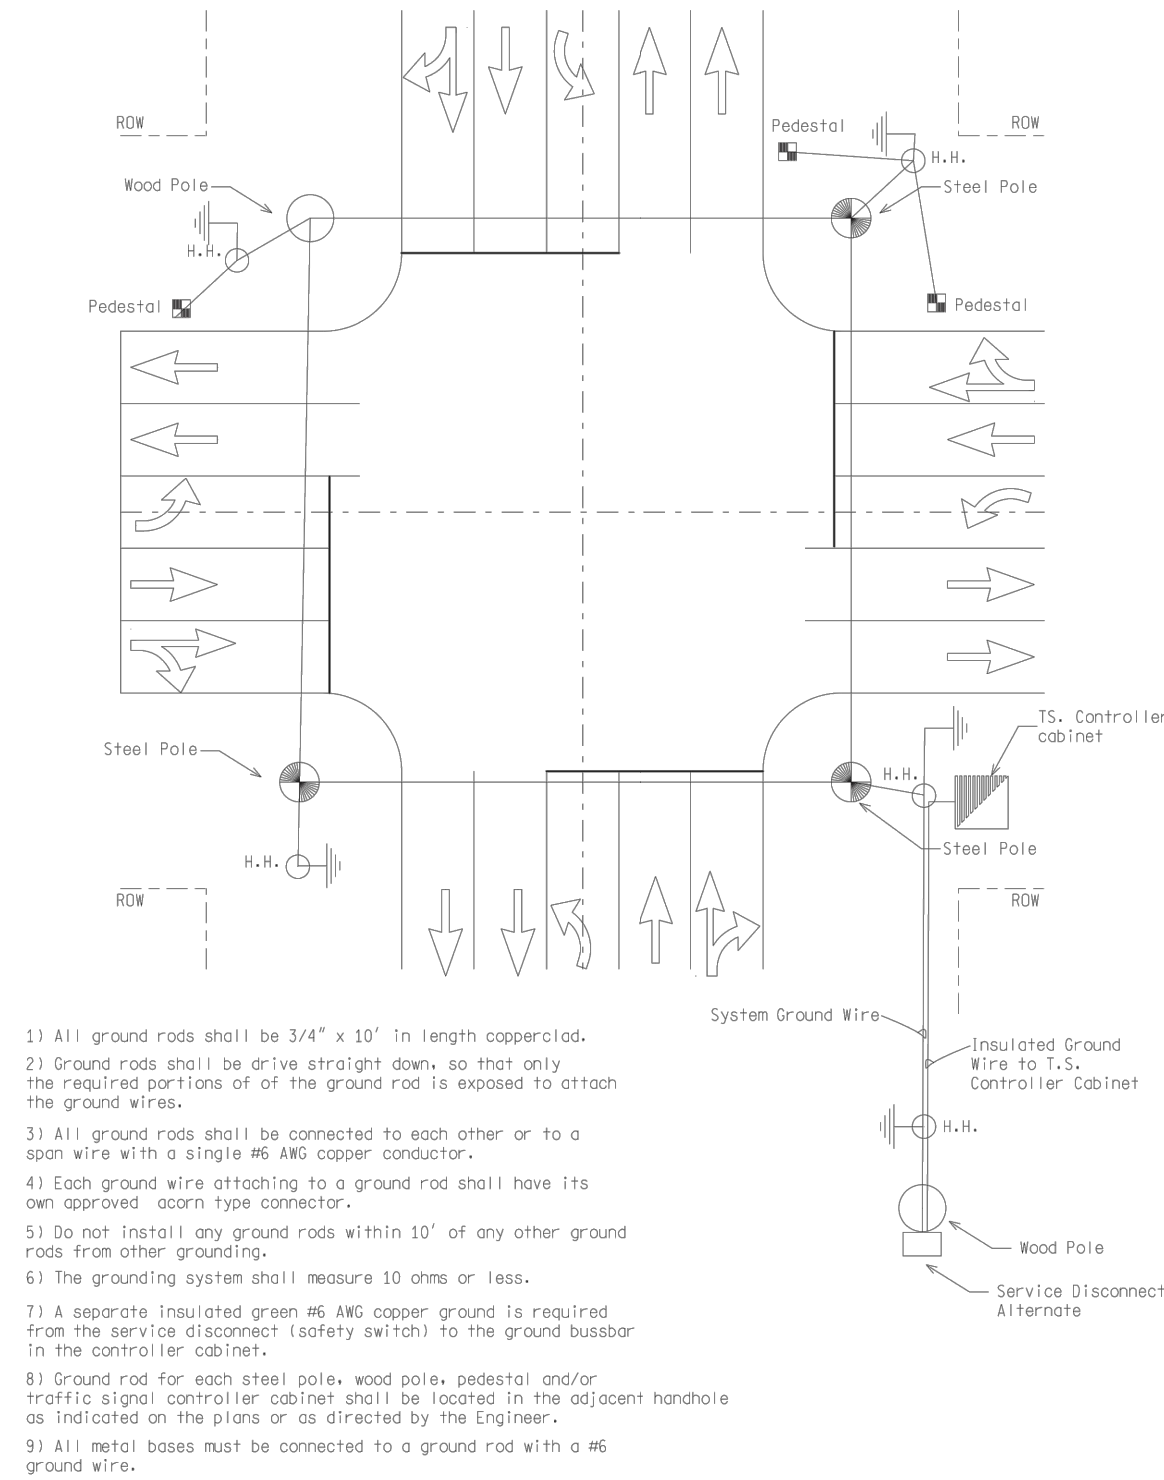 ROW
Pedestal
ROW
H.H.
Wood Pole
Steel Pole
H.H.
Pedestal
Pedestal
TS. Controller
cabinet
Steel Pole
H.H.
Steel Pole
H.H.
ROW
ROW
System Ground Wire
Insulated Ground
Wire to T.S.
Controller Cabinet
H.H.
Wood Pole
Service Disconnect
Alternate
1) All ground rods shall be 3/4" x 10' in length copperclad.
2) Ground rods shall be drive straight down, so that only
the required portions of of the ground rod is exposed to attach
the ground wires.
3) All ground rods shall be connected to each other or to a
span wire with a single #6 AWG copper conductor.
4) Each ground wire attaching to a ground rod shall have its
own approved acorn type connector.
5) Do not install any ground rods within 10' of any other ground
rods from other grounding.
6) The grounding system shall measure 10 ohms or less.
7) A separate insulated green #6 AWG copper ground is required
from the service disconnect (safety switch) to the ground bussbar
in the controller cabinet.
8) Ground rod for each steel pole, wood pole, pedestal and/or
traffic signal controller cabinet shall be located in the adjacent handhole
as indicated on the plans or as directed by the Engineer.
9) All metal bases must be connected to a ground rod with a #6
ground wire.